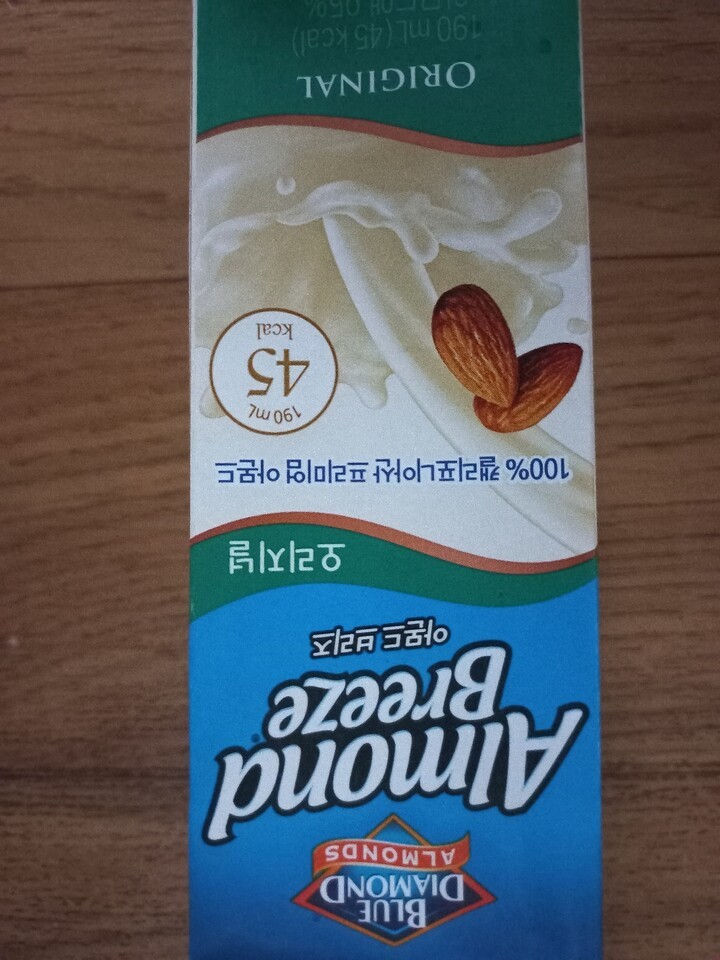 BLUE
DIAMOND
ALMONDS
Almond
Breeze
아몬드 브리즈
오리지널
100% 캘리포니아산 프리미엄 아몬드
190 mL
45
kcal
ORIGINAL
190 mL(45 kcal)